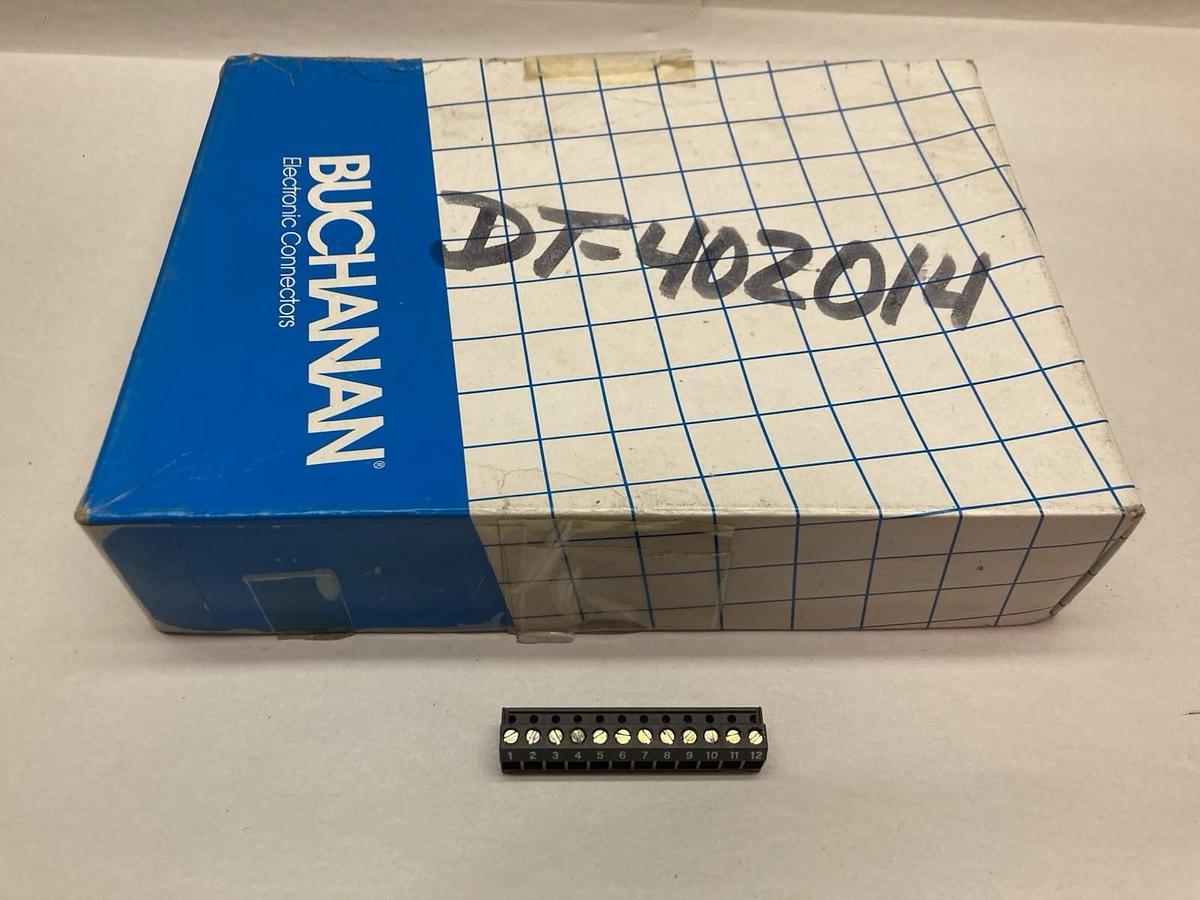 BUCHANAN®
Electronic Connectors
DT-402014
1 2 3 4 5 6 7 8 9 10 11 12